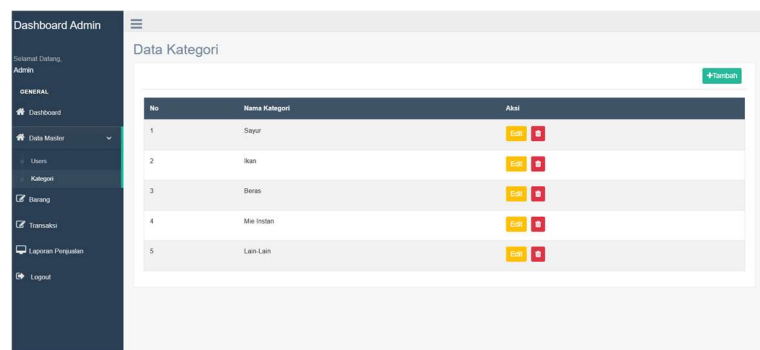 Dashboard Admin
Selamat Datang,
Admin
GENERAL
Dashboard
Data Master
Users
Kategori
Barang
Transaksi
Laporan Penjualan
Logout
Data Kategori
+Tambah
No Nama Kategori Aksi
1 Sayur Edit
2 Ikan Edit
3 Beras Edit
4 Mie Instan Edit
5 Lain-Lain Edit